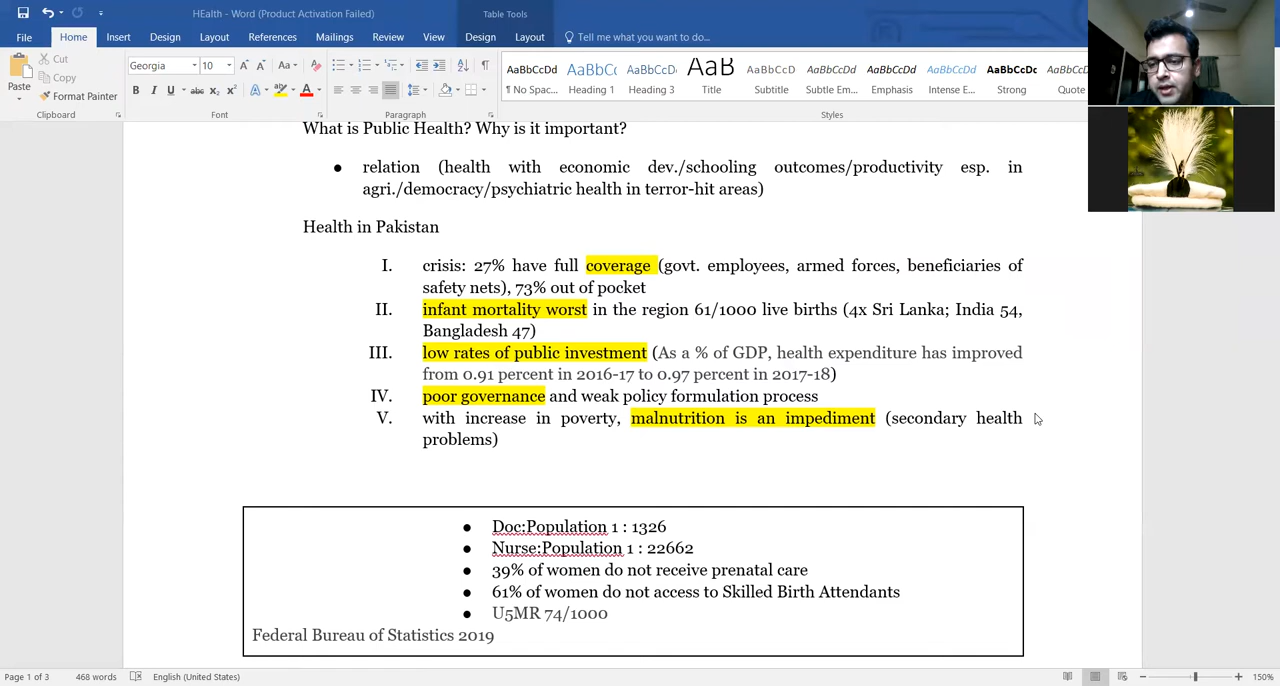 HEalth - Word (Product Activation Failed)
Table Tools
File Home Insert Design Layout References Mailings Review View Design Layout Tell me what you want to do...
Paste
Cut
Copy
Format Painter
Georgia 10
Aa
B I U abc X₂ X² A A
AaBbCcDd AaBbCc AaBbCcDc AaB AaBbCcD AaBbCcDd AaBbCcDd AaBbCcDd AaBbCcDc AaBbCcDc
¶ No Spac... Heading 1 Heading 3 Title Subtitle Subtle Em... Emphasis Intense E... Strong Quote
Clipboard Font Paragraph Styles
What is Public Health? Why is it important?
● relation (health with economic dev./schooling outcomes/productivity esp. in
agri./democracy/psychiatric health in terror-hit areas)
Health in Pakistan
I. crisis: 27% have full coverage (govt. employees, armed forces, beneficiaries of
safety nets), 73% out of pocket
II. infant mortality worst in the region 61/1000 live births (4x Sri Lanka; India 54,
Bangladesh 47)
III. low rates of public investment (As a % of GDP, health expenditure has improved
from 0.91 percent in 2016-17 to 0.97 percent in 2017-18)
IV. poor governance and weak policy formulation process
V. with increase in poverty, malnutrition is an impediment (secondary health
problems)
● Doc:Population 1 : 1326
● Nurse:Population 1 : 22662
● 39% of women do not receive prenatal care
● 61% of women do not access to Skilled Birth Attendants
● U5MR 74/1000
Federal Bureau of Statistics 2019
Page 1 of 3 468 words English (United States) 150%